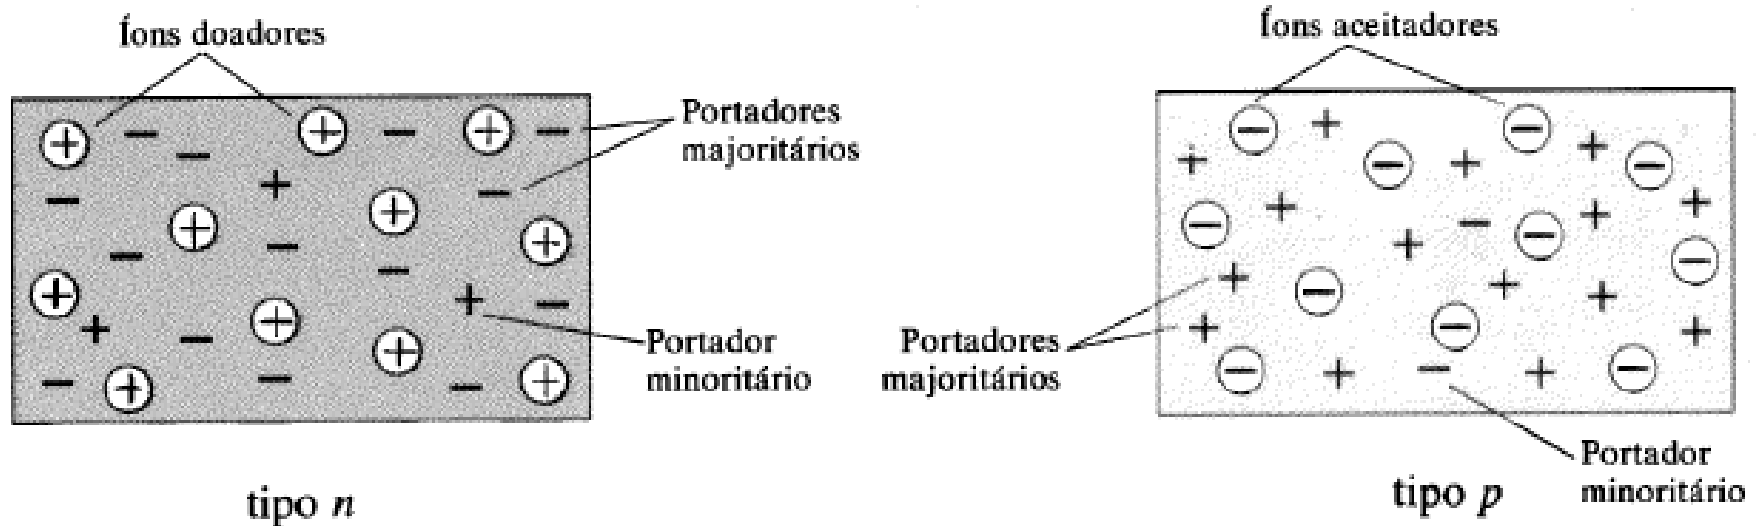 Íons doadores
Portadores
majoritários
Portador
minoritário
tipo n
Íons aceitadores
Portadores
majoritários
Portador
minoritário
tipo p